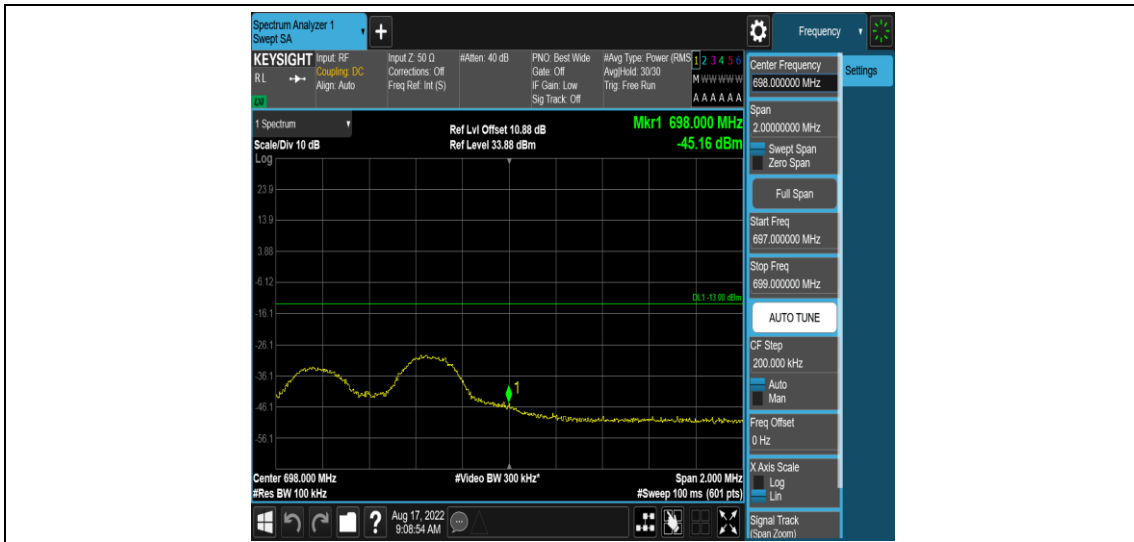 Spectrum Analyzer 1
Swept SA
+
Frequency
KEYSIGHT
RL
LXI
Input: RF
Coupling: DC
Align: Auto
Input Z: 50 Ω
Corrections: Off
Freq Ref: Int (S)
#Atten: 40 dB
PNO: Best Wide
Gate: Off
IF Gain: Low
Sig Track: Off
#Avg Type: Power (RMS
Avg|Hold: 30/30
Trig: Free Run
1 2 3 4 5 6
M W W W W W
A A A A A A
1 Spectrum
Scale/Div 10 dB
Log
Ref Lvl Offset 10.88 dB
Ref Level 33.88 dBm
Mkr1 698.000 MHz
-45.16 dBm
23.9
13.9
3.88
-6.12
-16.1
-26.1
-36.1
-46.1
-56.1
DL1 -13.00 dBm
1
Center 698.000 MHz
#Res BW 100 kHz
#Video BW 300 kHz*
Span 2.000 MHz
#Sweep 100 ms (601 pts)
Center Frequency
698.000000 MHz
Settings
Span
2.00000000 MHz
Swept Span
Zero Span
Full Span
Start Freq
697.000000 MHz
Stop Freq
699.000000 MHz
AUTO TUNE
CF Step
200.000 kHz
Auto
Man
Freq Offset
0 Hz
X Axis Scale
Log
Lin
Signal Track
(Span Zoom)
?
Aug 17, 2022
9:08:54 AM